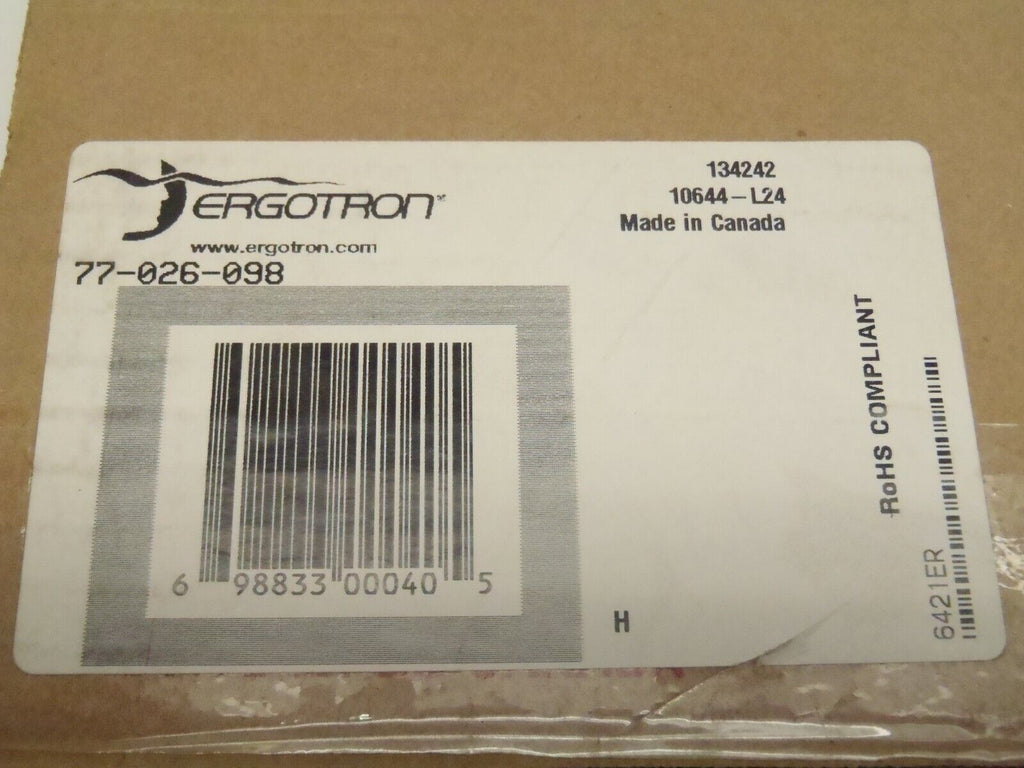 ERGOTRON™
www.ergotron.com
77-026-098
134242
10644-L24
Made in Canada
6 98833 00040 5
H
RoHS COMPLIANT
6421ER